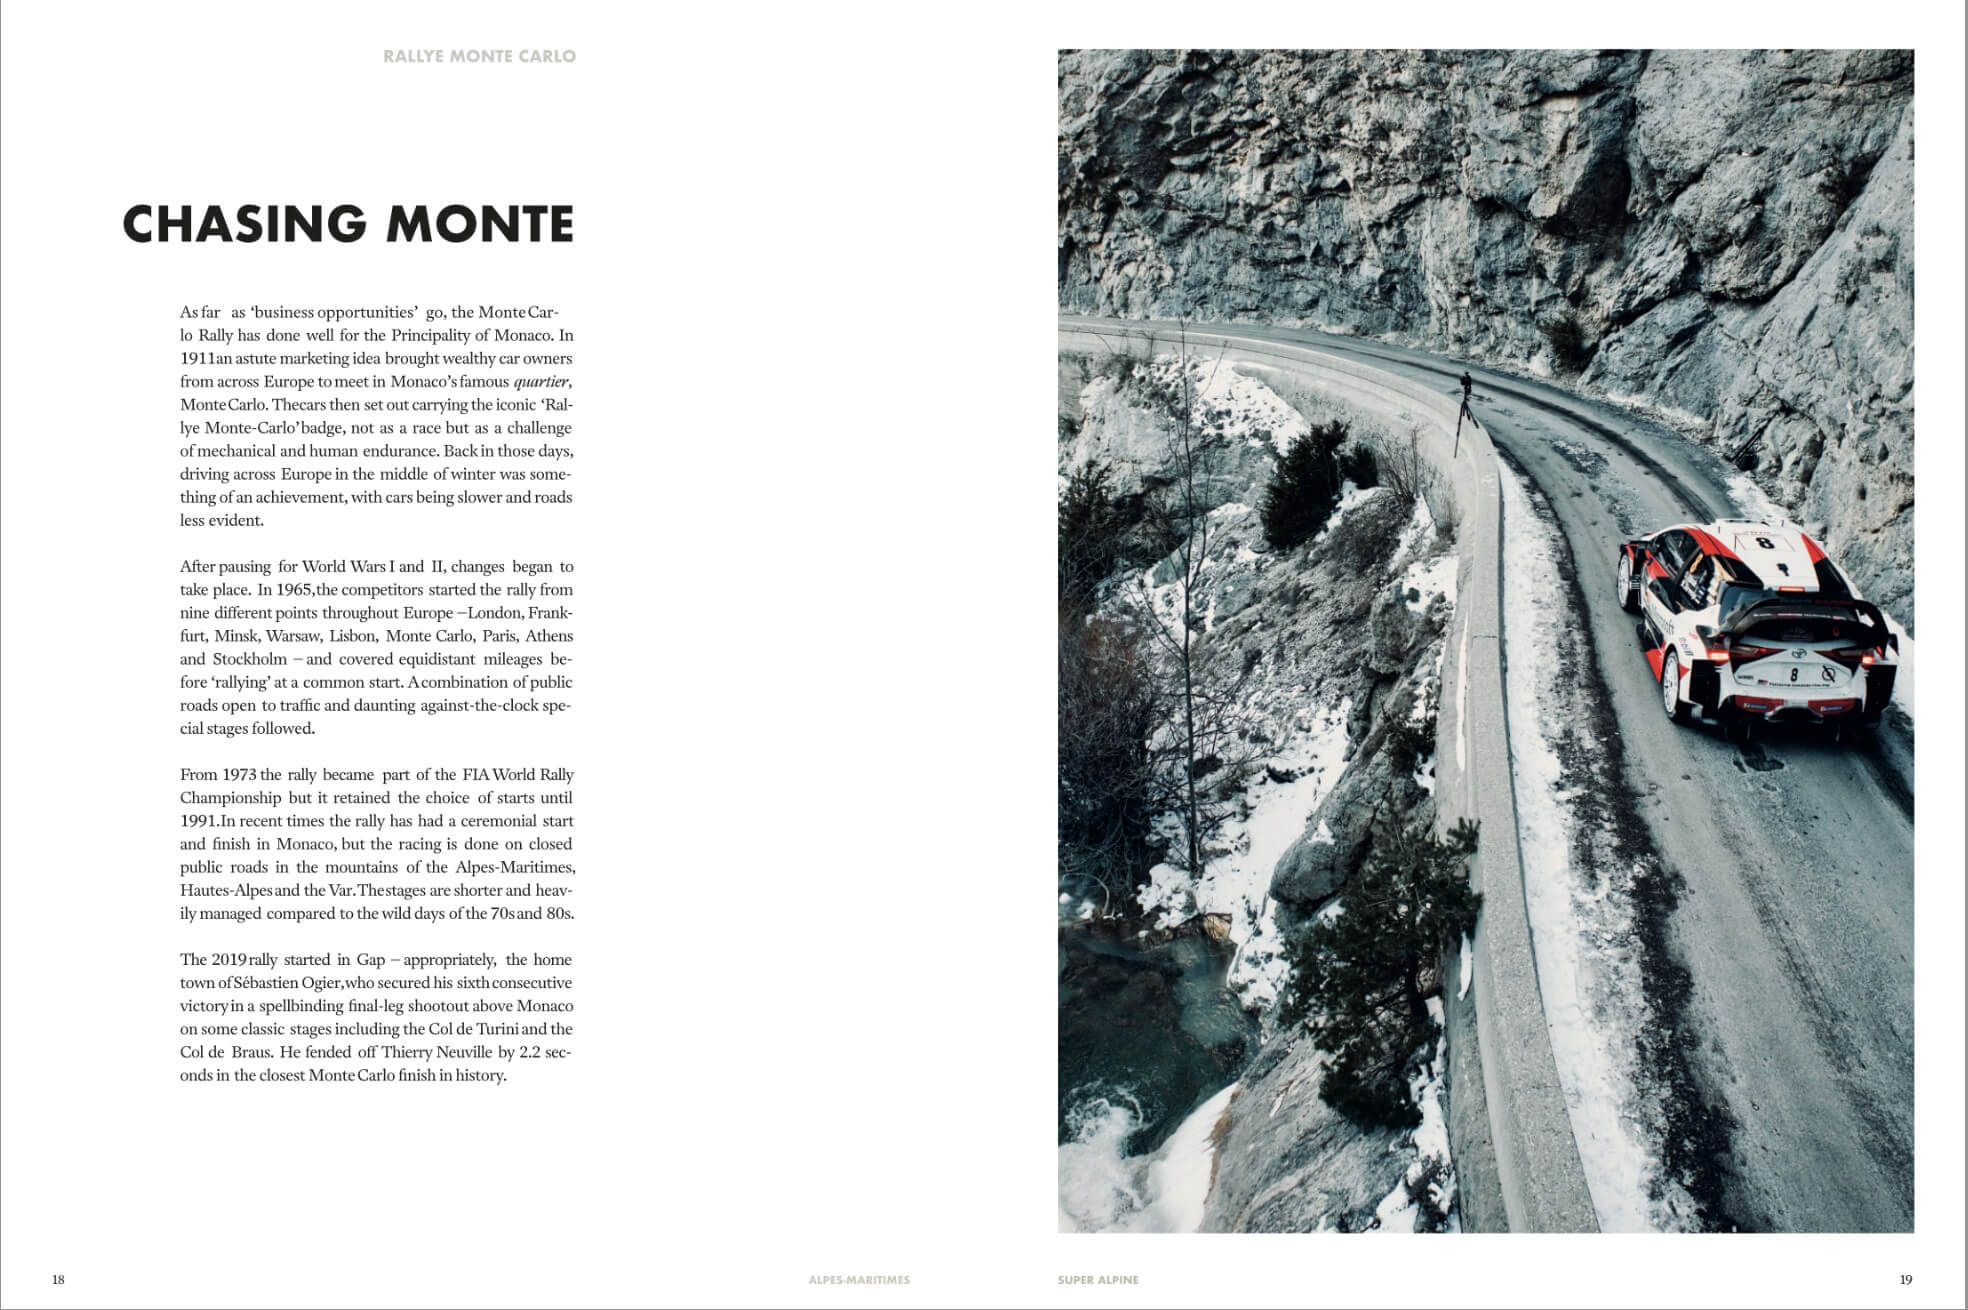 RALLYE MONTE CARLO
CHASING MONTE
As far as ‘business opportunities’ go, the Monte Car-
lo Rally has done well for the Principality of Monaco. In
1911 an astute marketing idea brought wealthy car owners
from across Europe to meet in Monaco’s famous quartier,
Monte Carlo. The cars then set out carrying the iconic ‘Ral-
lye Monte-Carlo’ badge, not as a race but as a challenge
of mechanical and human endurance. Back in those days,
driving across Europe in the middle of winter was some-
thing of an achievement, with cars being slower and roads
less evident.
After pausing for World Wars I and II, changes began to
take place. In 1965, the competitors started the rally from
nine different points throughout Europe – London, Frank-
furt, Minsk, Warsaw, Lisbon, Monte Carlo, Paris, Athens
and Stockholm – and covered equidistant mileages be-
fore ‘rallying’ at a common start. A combination of public
roads open to traffic and daunting against-the-clock spe-
cial stages followed.
From 1973 the rally became part of the FIA World Rally
Championship but it retained the choice of starts until
1991. In recent times the rally has had a ceremonial start
and finish in Monaco, but the racing is done on closed
public roads in the mountains of the Alpes-Maritimes,
Hautes-Alpes and the Var. The stages are shorter and heav-
ily managed compared to the wild days of the 70s and 80s.
The 2019 rally started in Gap – appropriately, the home
town of Sébastien Ogier, who secured his sixth consecutive
victory in a spellbinding final-leg shootout above Monaco
on some classic stages including the Col de Turini and the
Col de Braus. He fended off Thierry Neuville by 2.2 sec-
onds in the closest Monte Carlo finish in history.
8
8
18
ALPES-MARITIMES
SUPER ALPINE
19